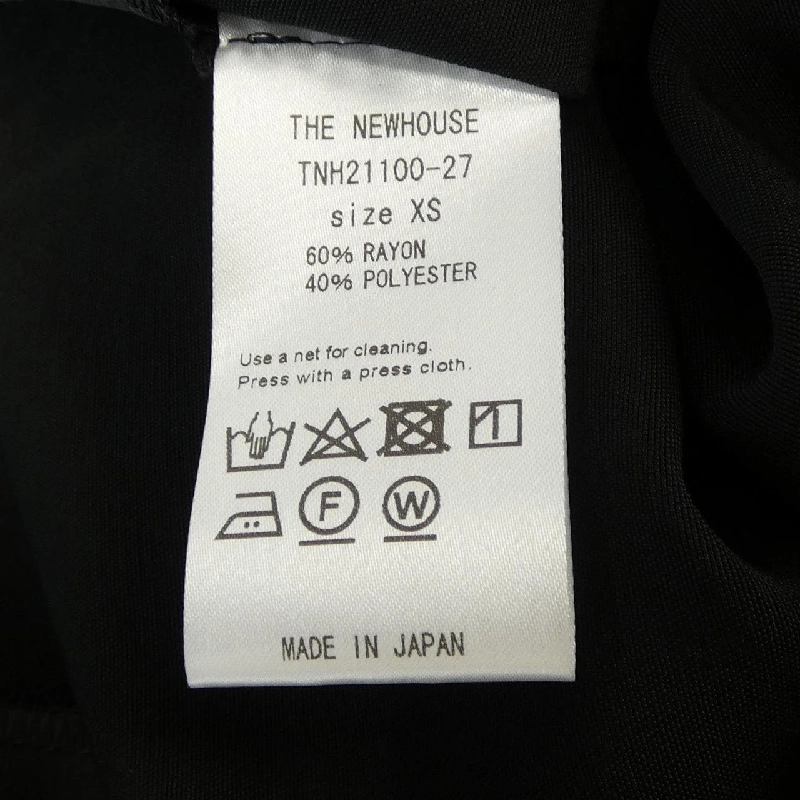 THE NEWHOUSE
TNH21100-27
size XS
60% RAYON
40% POLYESTER
Use a net for cleaning.
Press with a press cloth.
F W
MADE IN JAPAN